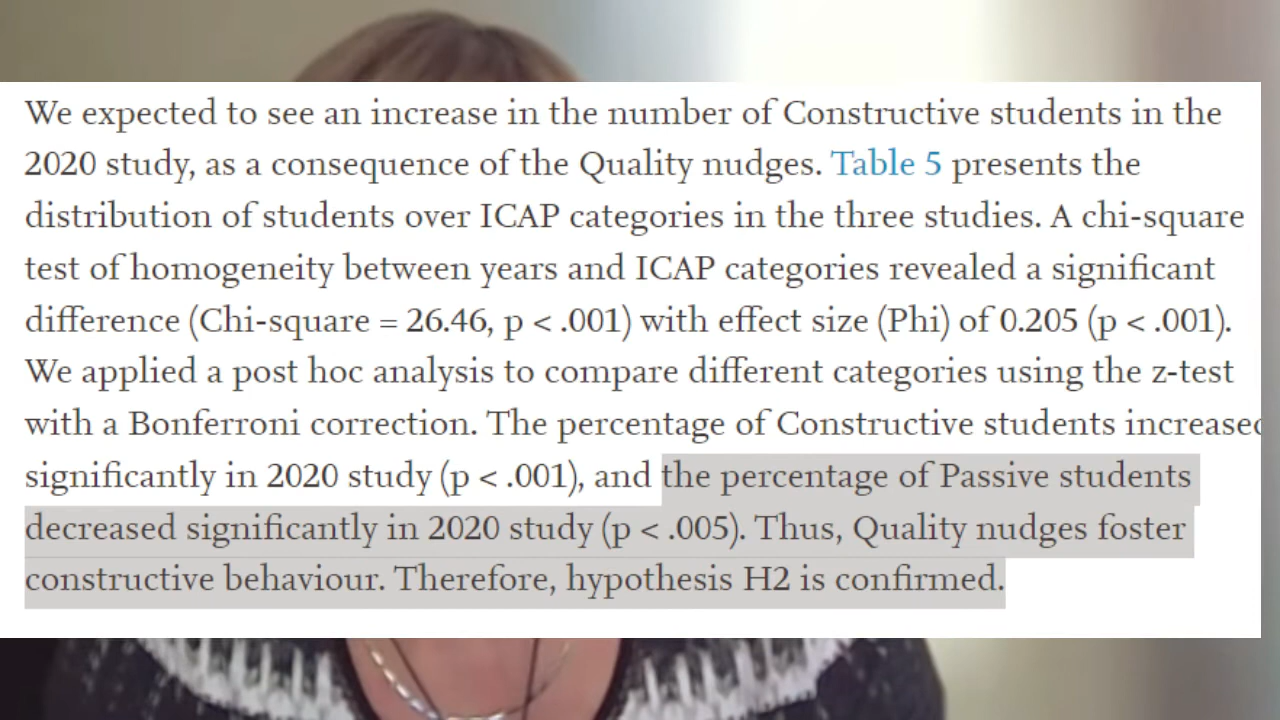 We expected to see an increase in the number of Constructive students in the
2020 study, as a consequence of the Quality nudges. Table 5 presents the
distribution of students over ICAP categories in the three studies. A chi-square
test of homogeneity between years and ICAP categories revealed a significant
difference (Chi-square = 26.46, p < .001) with effect size (Phi) of 0.205 (p < .001).
We applied a post hoc analysis to compare different categories using the z-test
with a Bonferroni correction. The percentage of Constructive students increased
significantly in 2020 study (p < .001), and the percentage of Passive students
decreased significantly in 2020 study (p < .005). Thus, Quality nudges foster
constructive behaviour. Therefore, hypothesis H2 is confirmed.